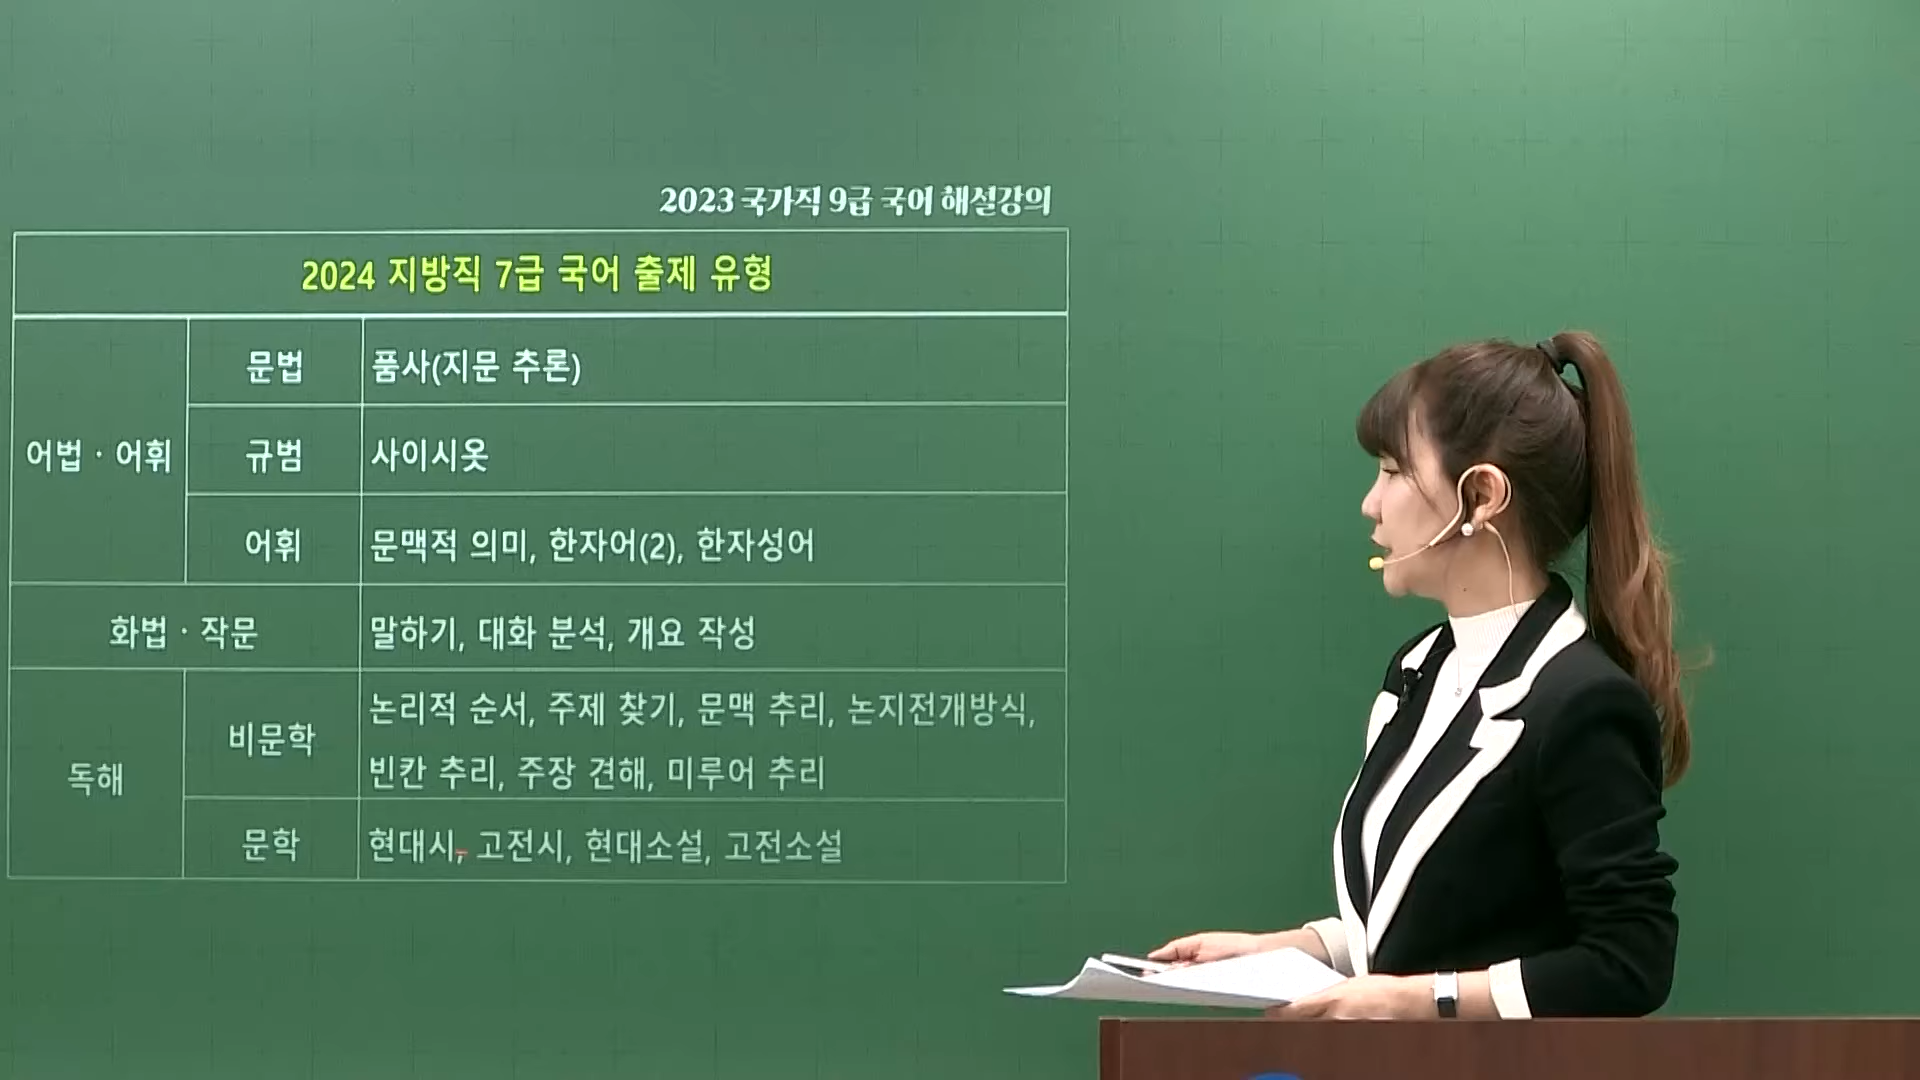 2023 국가직 9급 국어 해설강의
2024 지방직 7급 국어 출제 유형
어법 · 어휘
문법
품사(지문 추론)
규범
사이시옷
어휘
문맥적 의미, 한자어(2), 한자성어
화법 · 작문
말하기, 대화 분석, 개요 작성
독해
비문학
논리적 순서, 주제 찾기, 문맥 추리, 논지전개방식,
빈칸 추리, 주장 견해, 미루어 추리
문학
현대시, 고전시, 현대소설, 고전소설